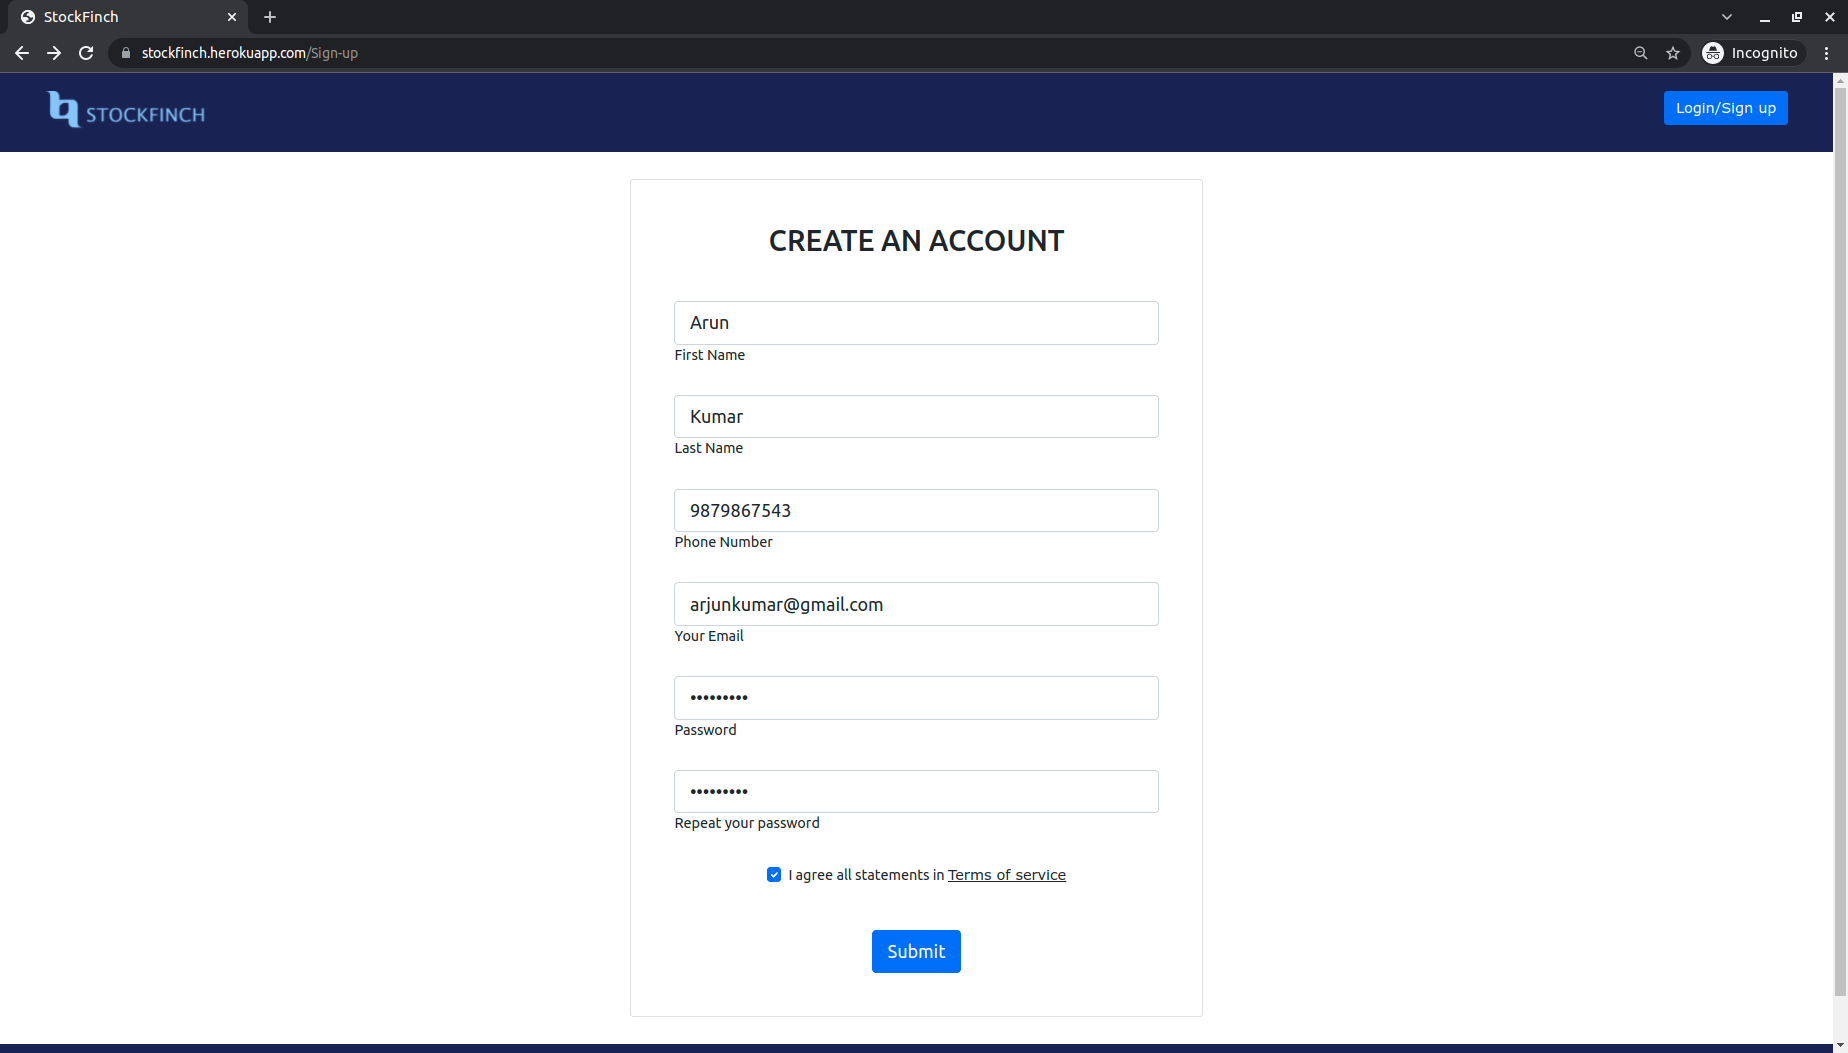 StockFinch
stockfinch.herokuapp.com/Sign-up
Incognito
STOCKFINCH
Login/Sign up
CREATE AN ACCOUNT
Arun
First Name
Kumar
Last Name
9879867543
Phone Number
arjunkumar@gmail.com
Your Email
•••••••••
Password
•••••••••
Repeat your password
I agree all statements in Terms of service
Submit